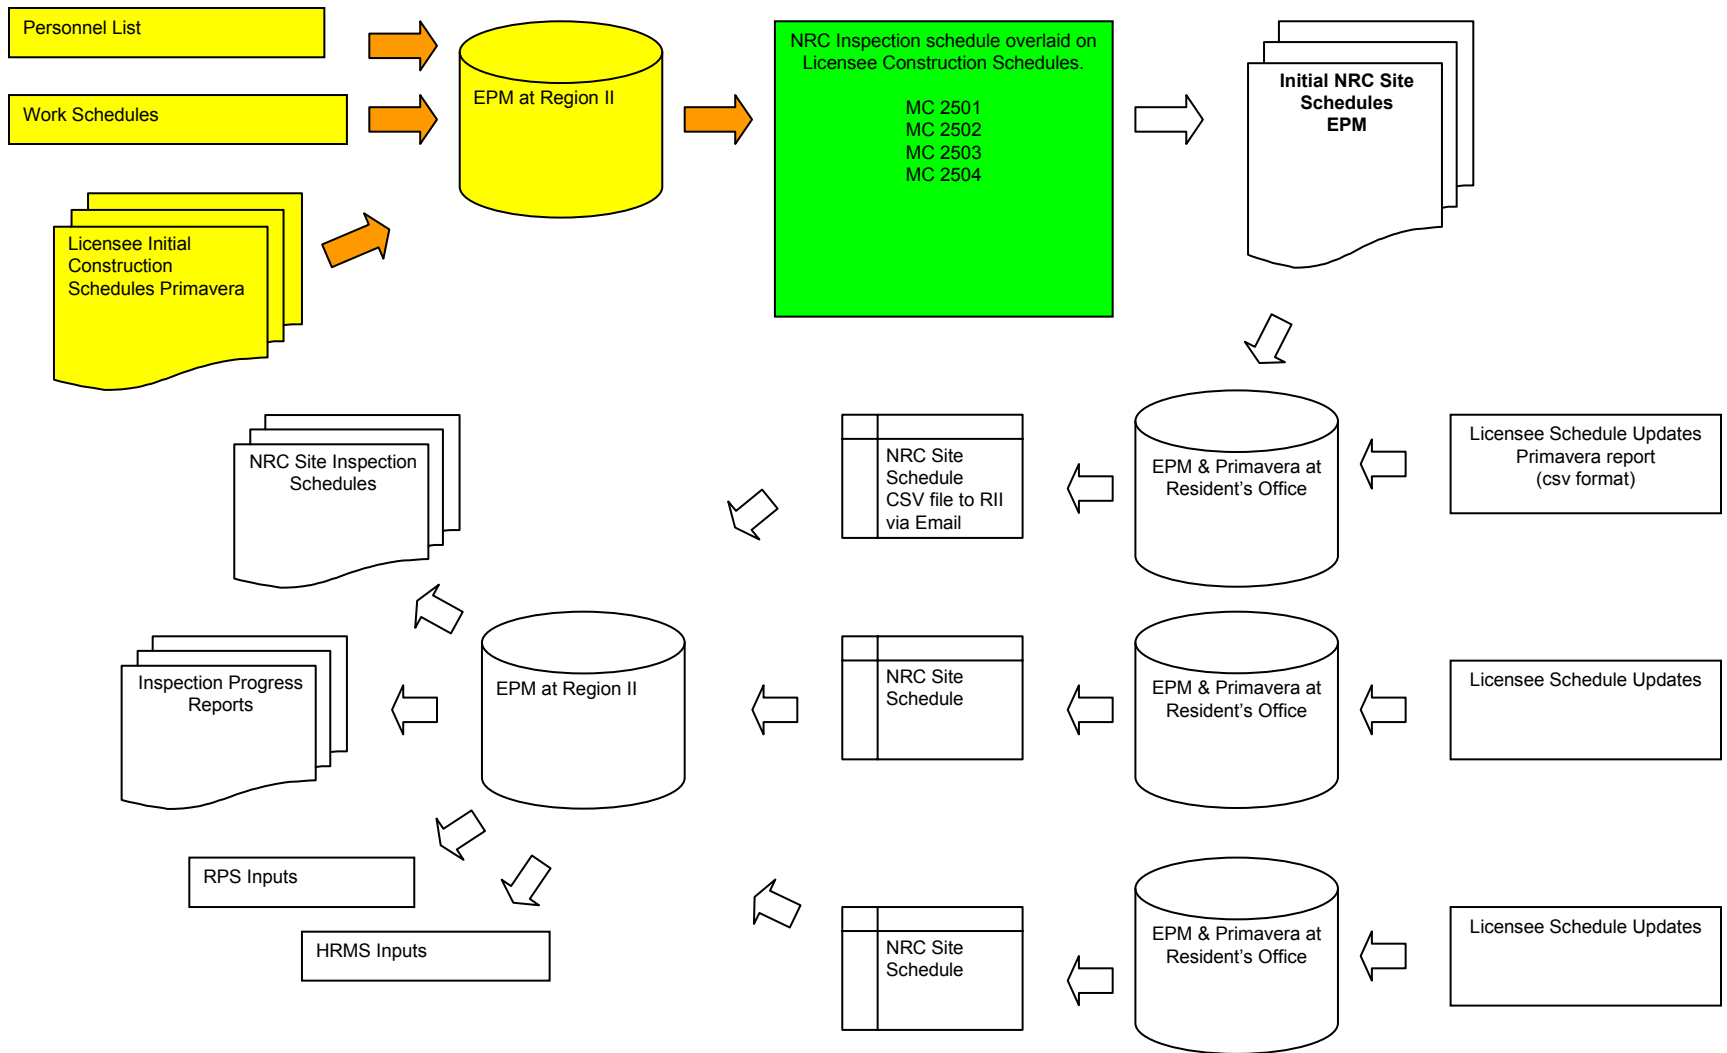 Personnel List
Work Schedules
Licensee Initial
Construction
Schedules Primavera
EPM at Region II
NRC Inspection schedule overlaid on
Licensee Construction Schedules.
MC 2501
MC 2502
MC 2503
MC 2504
Initial NRC Site
Schedules
EPM
NRC Site Inspection
Schedules
NRC Site
Schedule
CSV file to RII
via Email
EPM & Primavera at
Resident’s Office
Licensee Schedule Updates
Primavera report
(csv format)
Inspection Progress
Reports
EPM at Region II
NRC Site
Schedule
EPM & Primavera at
Resident’s Office
Licensee Schedule Updates
RPS Inputs
HRMS Inputs
NRC Site
Schedule
EPM & Primavera at
Resident’s Office
Licensee Schedule Updates